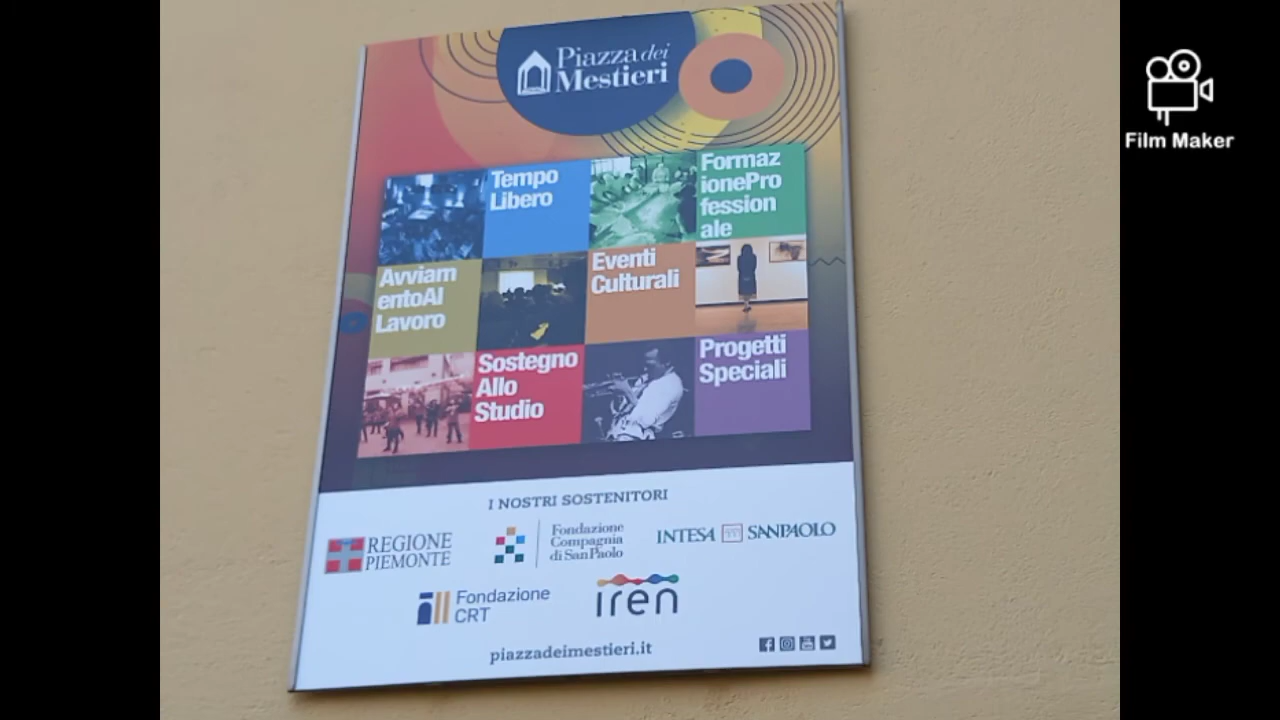 Piazza dei
Mestieri
Film Maker
Tempo
Libero
Formaz
ionePro
fession
ale
Avviam
entoAl
Lavoro
Eventi
Culturali
Sostegno
Allo
Studio
Progetti
Speciali
I NOSTRI SOSTENITORI
REGIONE
PIEMONTE
Fondazione
Compagnia
di San Paolo
INTESA SANPAOLO
Fondazione
CRT
iren
piazzadeimestieri.it